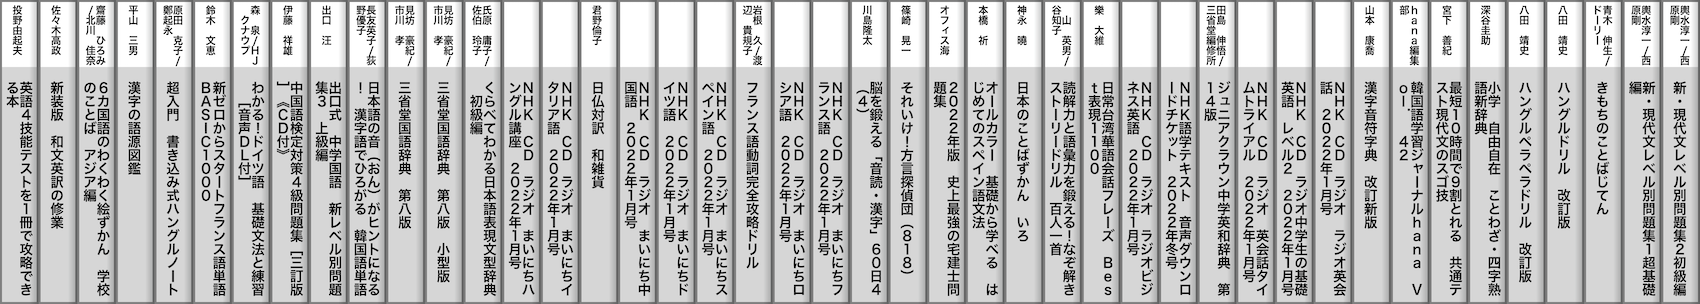 輿水淳一/西
原剛
新・現代文レベル別問題集2初級編
輿水淳一/西
原剛
新・現代文レベル別問題集1超基礎
編
青木 伸生/
ドーリー
きもちのことばじてん
八田 靖史
ハングルドリル 改訂版
八田 靖史
ハングルペラペラドリル 改訂版
深谷圭助
小学 自由自在 ことわざ・四字熟
語新辞典
宮下 善紀
最短10時間で9割とれる 共通テ
スト現代文のスゴ技
hana編集
部
韓国語学習ジャーナルhana V
ol. 42
山本 康喬
漢字音符字典 改訂新版
NHK CD ラジオ ラジオ英会
話 2022年1月号
NHK CD ラジオ中学生の基礎
英語 レベル2 2022年1月号
NHK CD ラジオ 英会話タイ
ムトライアル 2022年1月号
田島 伸悟/
三省堂編修所
ジュニアクラウン中学英和辞典 第
14版
NHK語学テキスト 音声ダウンロ
ードチケット 2022年冬号
NHK CD ラジオ ラジオビジ
ネス英語 2022年1月号
樂 大維
日常台湾華語会話フレーズ Bes
t表現1100
山 英男/
谷知子
読解力と語彙力を鍛える!なぞ解き
ストーリードリル 百人一首
神永 曉
日本のことばずかん いろ
本橋 祈
オールカラー 基礎から学べる は
じめてのスペイン語文法
オフィス海
2022年版 史上最強の宅建士問
題集
篠崎 晃一
それいけ!方言探偵団(818)
川島隆太
脳を鍛える「音読・漢字」60日4
(4)
NHK CD ラジオ まいにちフ
ランス語 2022年1月号
NHK CD ラジオ まいにちロ
シア語 2022年1月号
岩根 久/渡
辺 貴規子
フランス語動詞完全攻略ドリル
NHK CD ラジオ まいにちス
ペイン語 2022年1月号
NHK CD ラジオ まいにちド
イツ語 2022年1月号
NHK CD ラジオ まいにち中
国語 2022年1月号
君野倫子
日仏対訳 和雑貨
NHK CD ラジオ まいにちイ
タリア語 2022年1月号
NHK CD ラジオ まいにちハ
ングル講座 2022年1月号
氏原 庸子/
佐伯 玲子
くらべてわかる日本語表現文型辞典
 初級編
見坊 豪紀/
市川 孝
三省堂国語辞典 第八版 小型版
見坊 豪紀/
市川 孝
三省堂国語辞典 第八版
長友英子/荻
野優子
日本語の音(おん)がヒントになる
! 漢字語でひろがる 韓国語単語
出口 汪
出口式 中学国語 新レベル別問題
集3 上級編
伊藤 祥雄
中国語検定対策4級問題集[三訂版
]《CD付》
森 泉/HJ
クナウプ
わかる!ドイツ語 基礎文法と練習
[音声DL付]
鈴木 文恵
新ゼロからスタートフランス語単語
BASIC1000
原田 克子/
鄭起永
超入門 書き込み式ハングルノート
平山 三男
漢字の語源図鑑
齋藤 ひろみ
/北川 佳奈
6カ国語のわくわく絵ずかん 学校
のことば アジア編
佐々木高政
新装版 和文英訳の修業
投野由起夫
英語4技能テストを1冊で攻略でき
る本